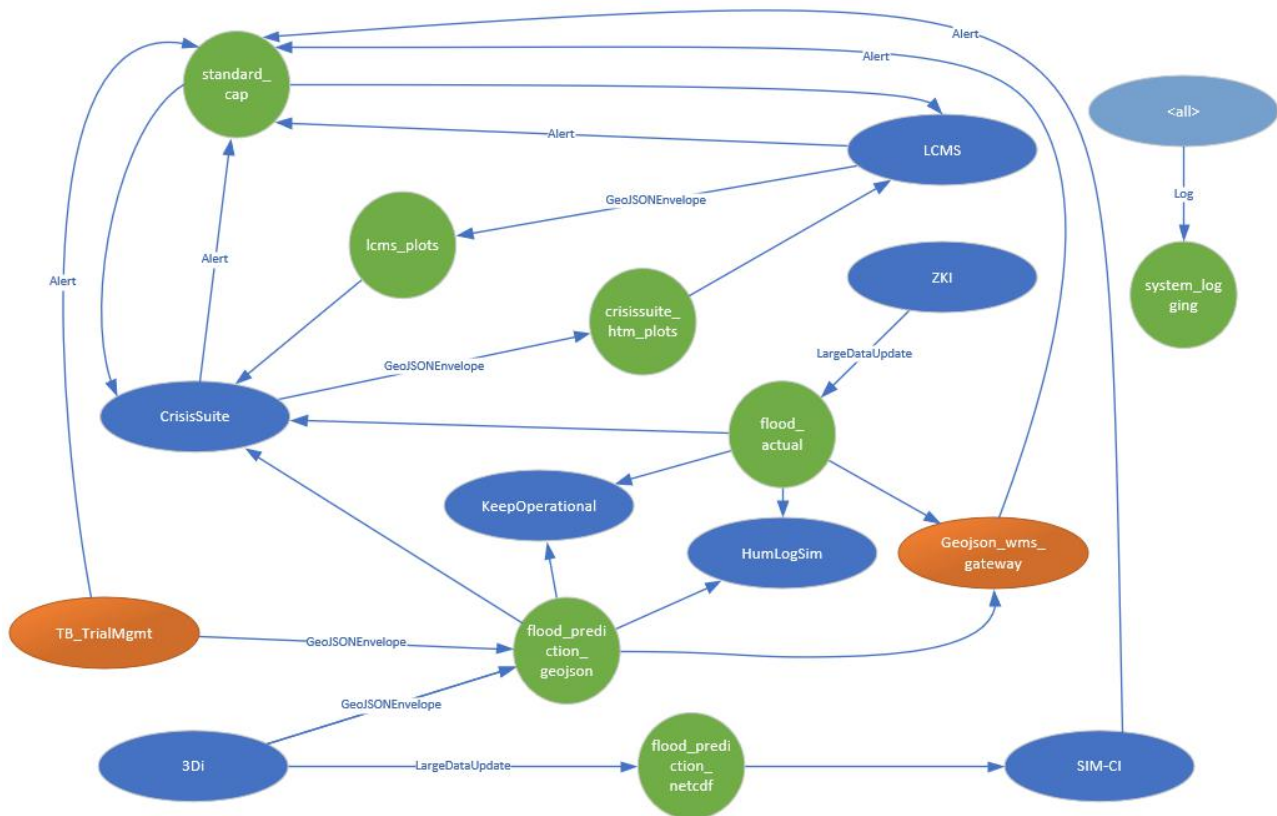 Alert
standard_
cap
Alert
<all>
Alert
LCMS
Log
GeoJSONEnvelope
lcms_plots
Alert
Alert
ZKI
system_log
ging
crisissuite_
htm_plots
LargeDataUpdate
GeoJSONEnvelope
CrisisSuite
flood_
actual
KeepOperational
HumLogSim
Geojson_wms_
gateway
TB_TrialMgmt
GeoJSONEnvelope
flood_predi
ction_
geojson
GeoJSONEnvelope
3Di
LargeDataUpdate
flood_predi
ction_
netcdf
SIM-CI